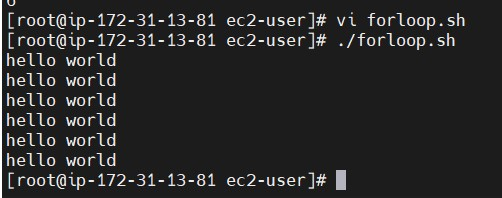 6
[root@ip-172-31-13-81 ec2-user]# vi forloop.sh
[root@ip-172-31-13-81 ec2-user]# ./forloop.sh
hello world
hello world
hello world
hello world
hello world
hello world
[root@ip-172-31-13-81 ec2-user]#